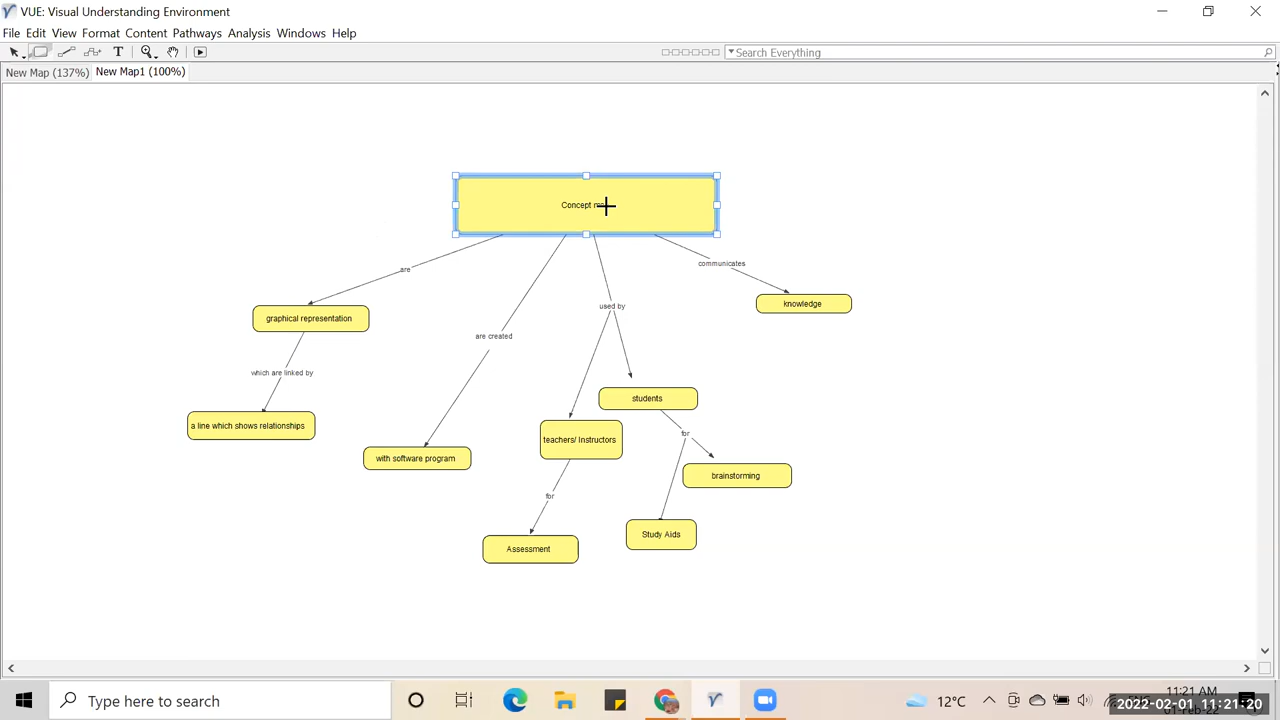 VUE: Visual Understanding Environment
File Edit View Format Content Pathways Analysis Windows Help
Search Everything
New Map (137%) New Map1 (100%)
Concept
are
communicates
graphical representation
used by
knowledge
are created
which are linked by
students
a line which shows relationships
teachers/ Instructors
for
with software program
brainstorming
for
Study Aids
Assessment
Type here to search
12°C
11:21 AM
2022-02-01 11:21:20